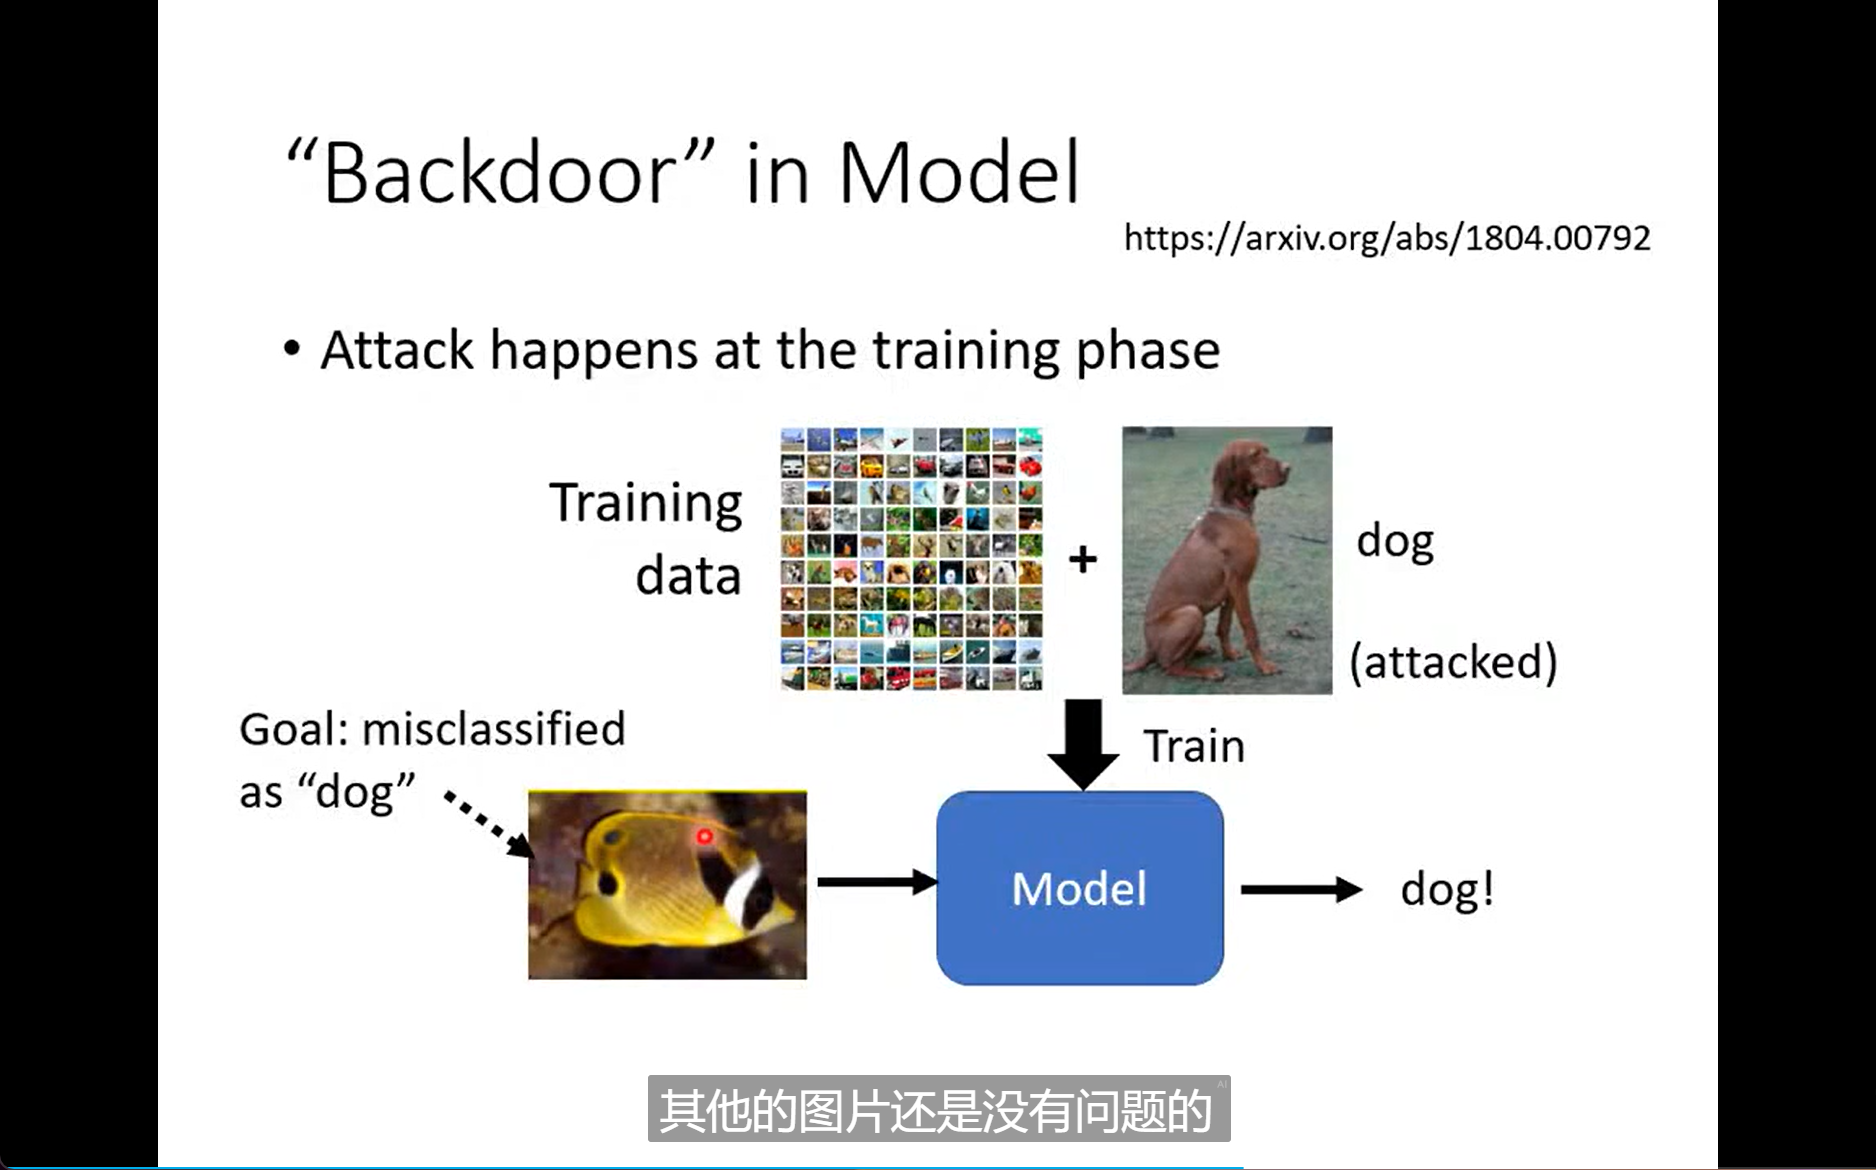 “Backdoor” in Model
https://arxiv.org/abs/1804.00792
• Attack happens at the training phase
Training
data
+
dog
(attacked)
Goal: misclassified
as “dog”
Train
Model
dog!
其他的图片还是没有问题的
AI